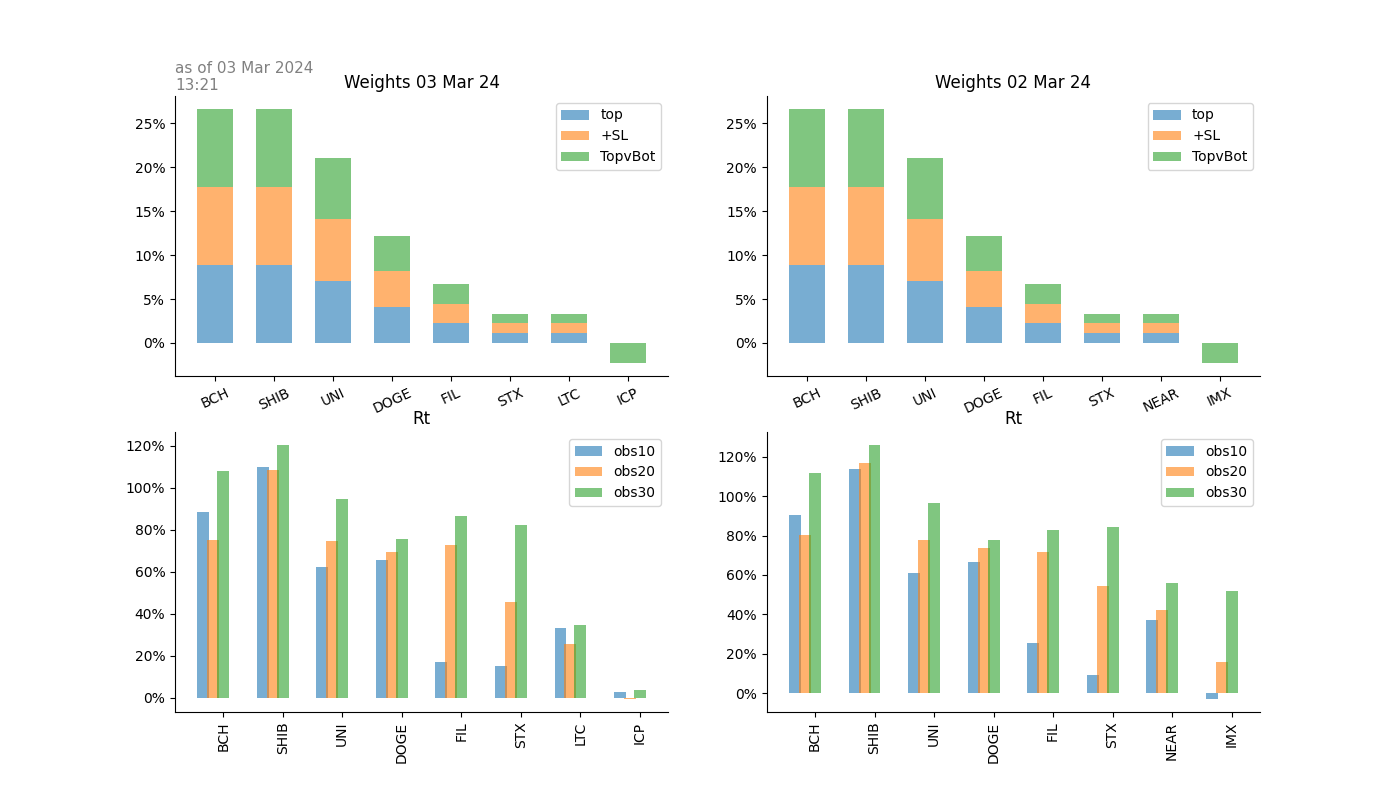 as of 03 Mar 2024
13:21
Weights 03 Mar 24
25%
20%
15%
10%
5%
0%
top
+SL
TopvBot
BCH
SHIB
UNI
DOGE
FIL
STX
LTC
ICP
Weights 02 Mar 24
25%
20%
15%
10%
5%
0%
top
+SL
TopvBot
BCH
SHIB
UNI
DOGE
FIL
STX
NEAR
IMX
Rt
120%
100%
80%
60%
40%
20%
0%
obs10
obs20
obs30
BCH
SHIB
UNI
DOGE
FIL
STX
LTC
ICP
Rt
120%
100%
80%
60%
40%
20%
0%
obs10
obs20
obs30
BCH
SHIB
UNI
DOGE
FIL
STX
NEAR
IMX